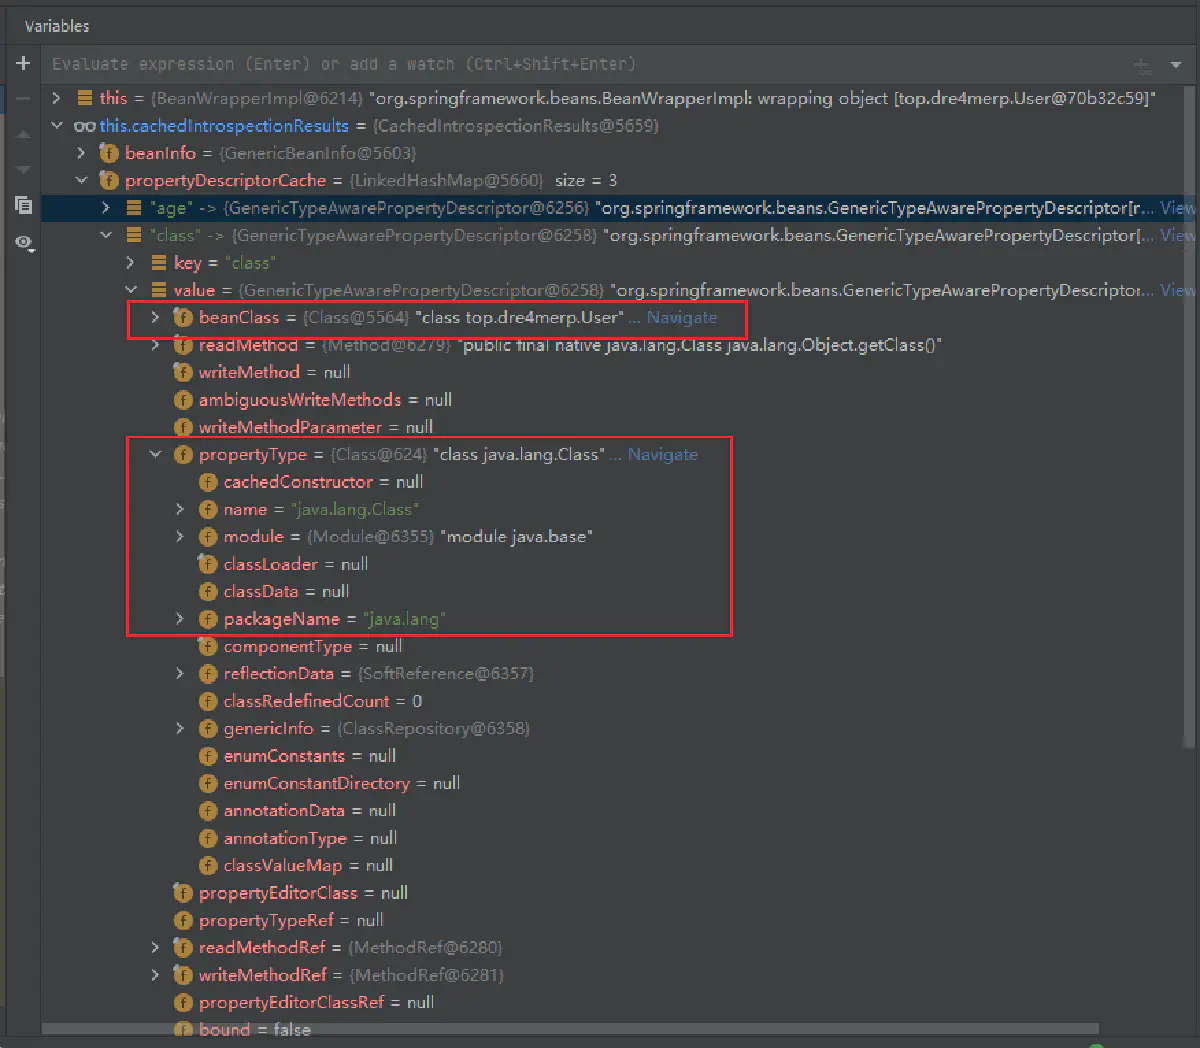 Variables
Evaluate expression (Enter) or add a watch (Ctrl+Shift+Enter)
this = {BeanWrapperImpl@6214} "org.springframework.beans.BeanWrapperImpl: wrapping object [top.dre4merp.User@70b32c59]"
this.cachedIntrospectionResults = {CachedIntrospectionResults@5659}
beanInfo = {GenericBeanInfo@5603}
propertyDescriptorCache = {LinkedHashMap@5660} size = 3
"age" -> {GenericTypeAwarePropertyDescriptor@6256} "org.springframework.beans.GenericTypeAwarePropertyDescriptor[r... View
"class" -> {GenericTypeAwarePropertyDescriptor@6258} "org.springframework.beans.GenericTypeAwarePropertyDescriptor[... View
key = "class"
value = {GenericTypeAwarePropertyDescriptor@6258} "org.springframework.beans.GenericTypeAwarePropertyDescriptor... View
beanClass = {Class@5564} "class top.dre4merp.User" ... Navigate
readMethod = {Method@6279} "public final native java.lang.Class java.lang.Object.getClass()"
writeMethod = null
ambiguousWriteMethods = null
writeMethodParameter = null
propertyType = {Class@624} "class java.lang.Class" ... Navigate
cachedConstructor = null
name = "java.lang.Class"
module = {Module@6355} "module java.base"
classLoader = null
classData = null
packageName = "java.lang"
componentType = null
reflectionData = {SoftReference@6357}
classRedefinedCount = 0
genericInfo = {ClassRepository@6358}
enumConstants = null
enumConstantDirectory = null
annotationData = null
annotationType = null
classValueMap = null
propertyEditorClass = null
propertyTypeRef = null
readMethodRef = {MethodRef@6280}
writeMethodRef = {MethodRef@6281}
propertyEditorClassRef = null
bound = false